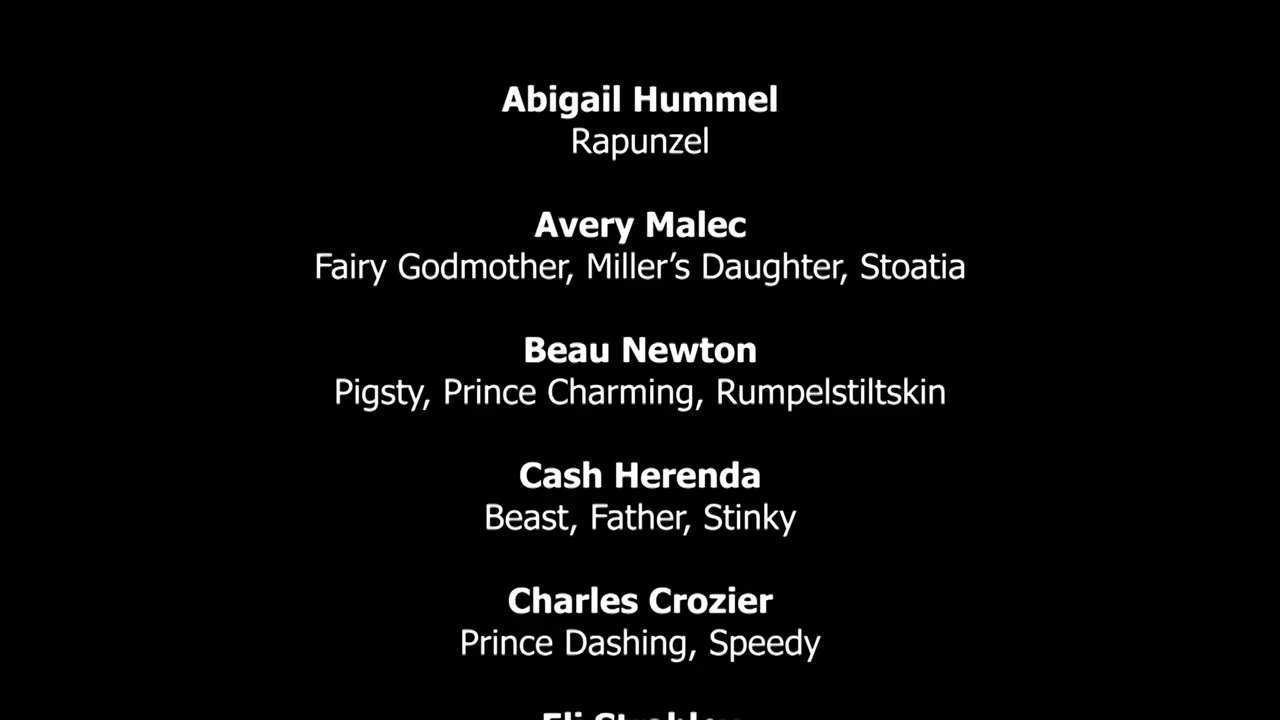 Abigail Hummel
Rapunzel
Avery Malec
Fairy Godmother, Miller’s Daughter, Stoatia
Beau Newton
Pigsty, Prince Charming, Rumpelstiltskin
Cash Herenda
Beast, Father, Stinky
Charles Crozier
Prince Dashing, Speedy
Eli